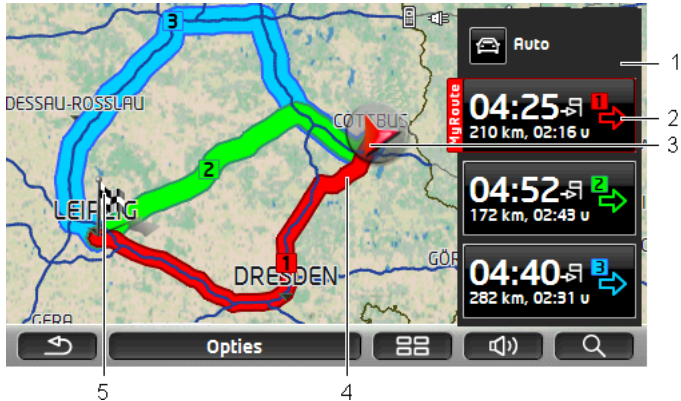 3
Auto
1
DESSAU-ROSSLAU
COTTBUS
MyRoute
04:25
1
2
210 km, 02:16 u
3
2
04:52
2
172 km, 02:43 u
LEIPZIG
4:40
3
DRESDEN
1
GÖR
282 km, 02:31 u
GERA
Opties
5
4